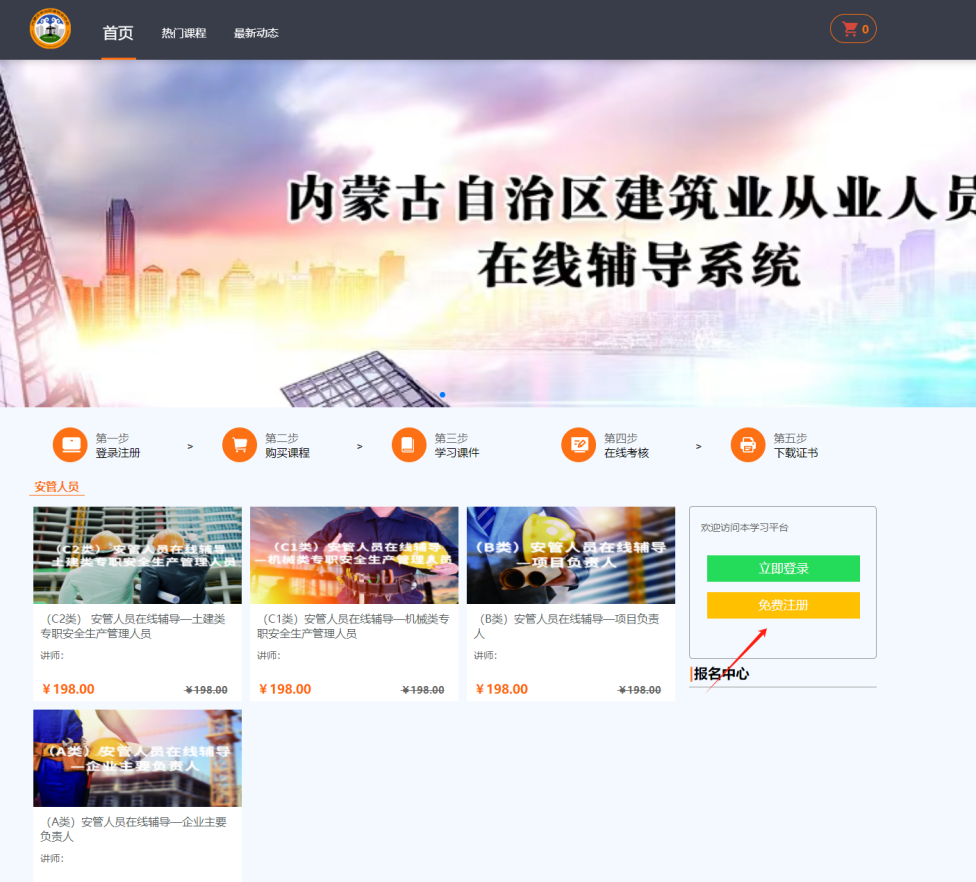 首页 热门课程 最新动态 0
内蒙古自治区建筑业从业人员
在线辅导系统
第一步
登录注册
>
第二步
购买课程
>
第三步
学习课件
第四步
在线考核
>
第五步
下载证书
安管人员
（C2类） 安管人员在线辅导
—土建类专职安全生产管理人员
（C2类） 安管人员在线辅导—土建类
专职安全生产管理人员
讲师:
￥198.00 ￥198.00
（C1类）安管人员在线辅导
—机械类专职安全生产管理人员
（C1类）安管人员在线辅导—机械类专
职安全生产管理人员
讲师:
￥198.00 ￥198.00
（B类）安管人员在线辅导
—项目负责人
（B类）安管人员在线辅导—项目负责
人
讲师:
￥198.00 ￥198.00
欢迎访问本学习平台
立即登录
免费注册
报名中心
（A类）安管人员在线辅导
—企业主要负责人
（A类）安管人员在线辅导—企业主要
负责人
讲师: